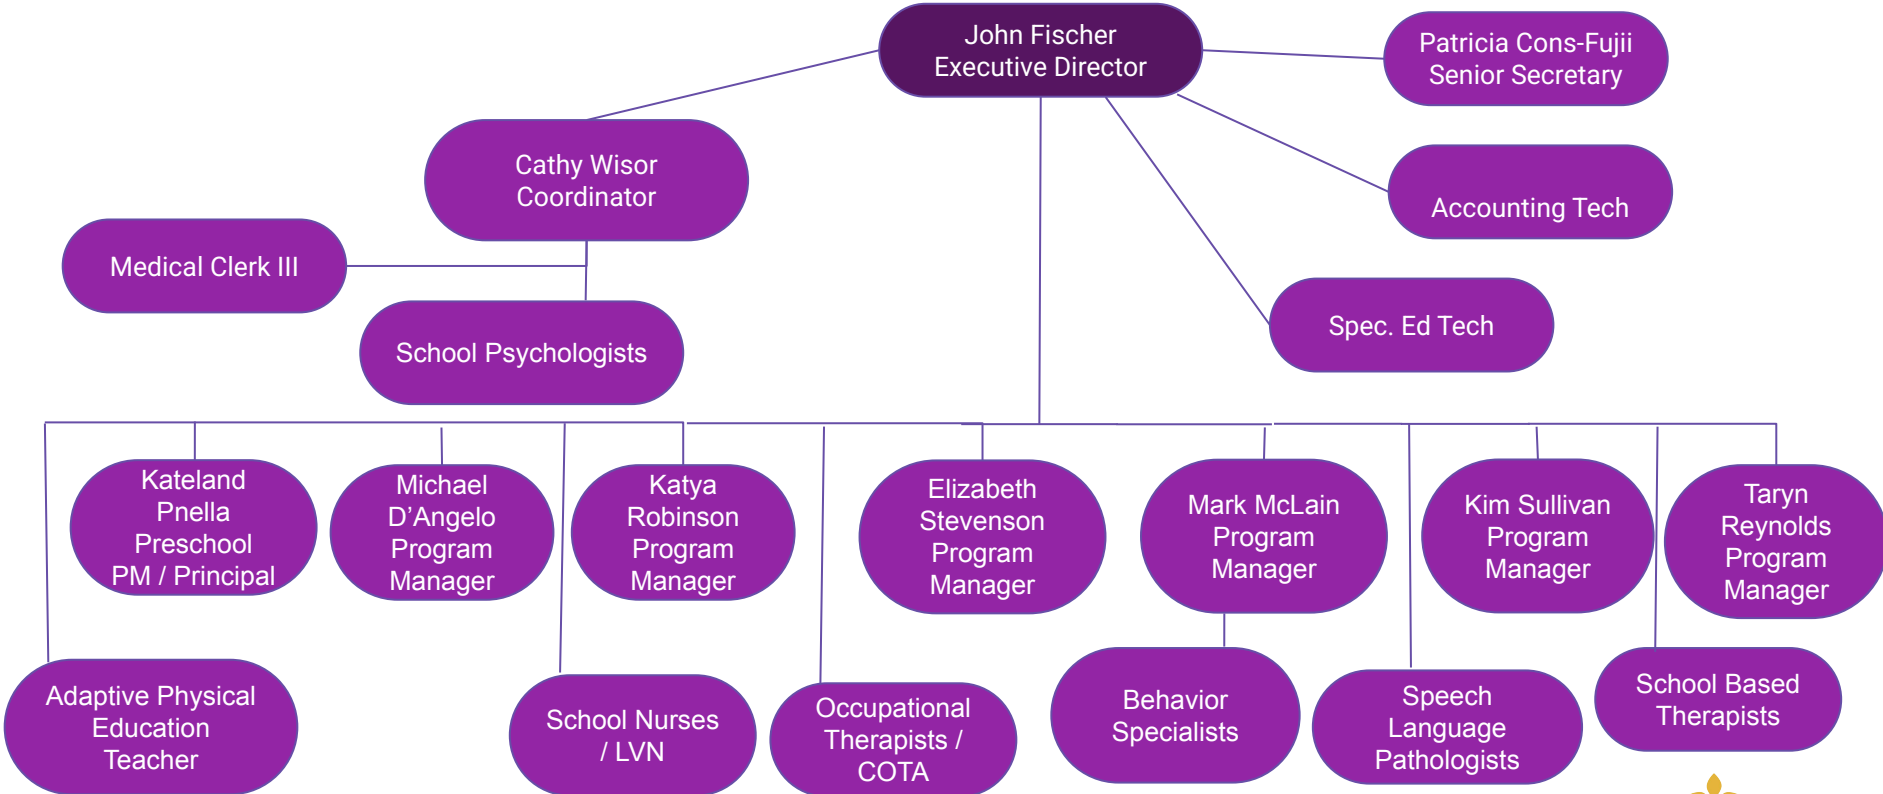 John Fischer
Executive Director
Patricia Cons-Fujii
Senior Secretary
Cathy Wisor
Coordinator
Accounting Tech
Medical Clerk III
School Psychologists
Spec. Ed Tech
Kateland
Pnella
Preschool
PM / Principal
Michael
D’Angelo
Program
Manager
Katya
Robinson
Program
Manager
Elizabeth
Stevenson
Program
Manager
Mark McLain
Program
Manager
Kim Sullivan
Program
Manager
Taryn
Reynolds
Program
Manager
Adaptive Physical
Education
Teacher
School Nurses
/ LVN
Occupational
Therapists /
COTA
Behavior
Specialists
Speech
Language
Pathologists
School Based
Therapists